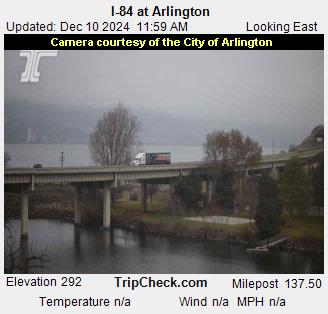 I-84 at Arlington
Updated: Dec 10 2024 11:59 AM Looking East
Camera courtesy of the City of Arlington
Elevation 292 TripCheck.com Milepost 137.50
Temperature n/a Wind n/a MPH n/a